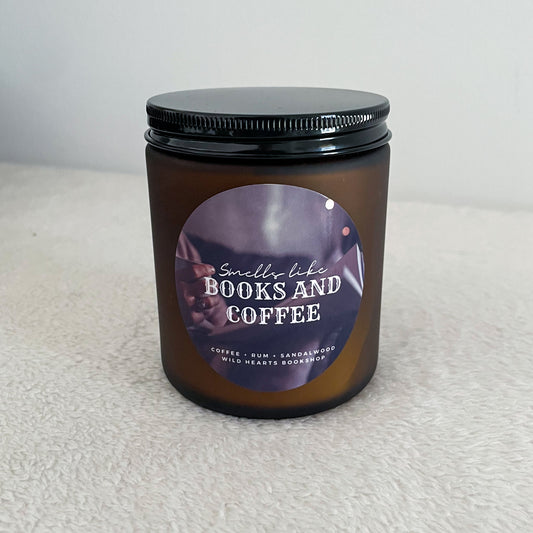 Smells like
BOOKS AND
COFFEE
COFFEE • RUM • SANDALWOOD
WILD HEARTS BOOKSHOP